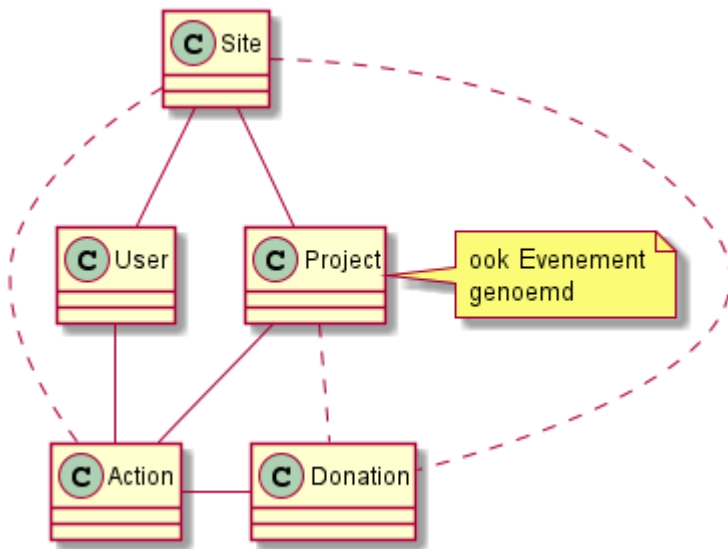 C Site
C User
C Project
ook Evenement
genoemd
C Action
C Donation